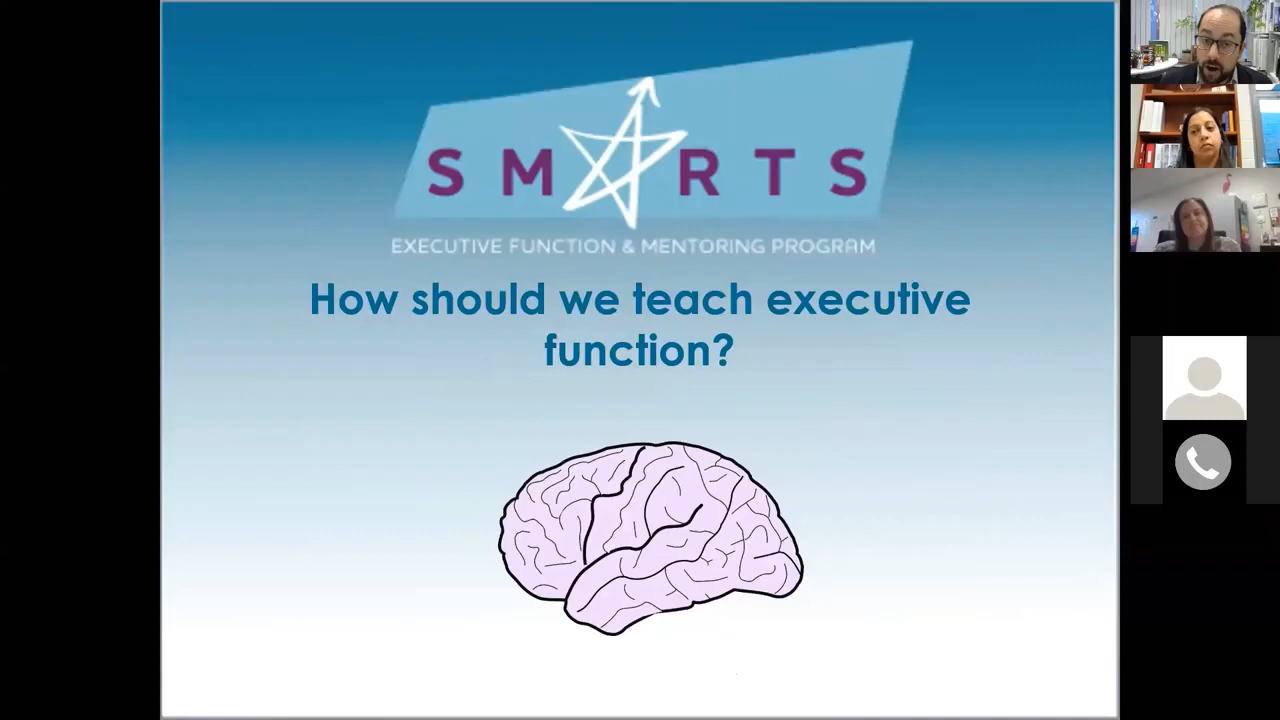 SMARTS
EXECUTIVE FUNCTION & MENTORING PROGRAM
How should we teach executive
function?